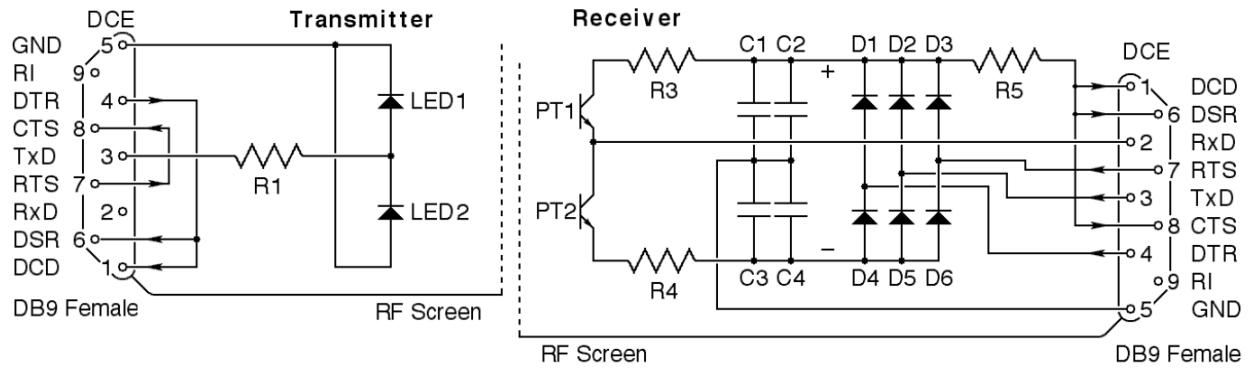 Transmitter
DCE
GND 5
RI 9
DTR 4
CTS 8
TxD 3
RTS 7
RxD 2
DSR 6
DCD 1
R1
LED1
LED2
DB9 Female
RF Screen
Receiver
C1 C2 D1 D2 D3
DCE
R3
+
R5
PT1
PT2
R4
−
C3 C4 D4 D5 D6
1 DCD
6 DSR
2 RxD
7 RTS
3 TxD
8 CTS
4 DTR
9 RI
5 GND
RF Screen
DB9 Female